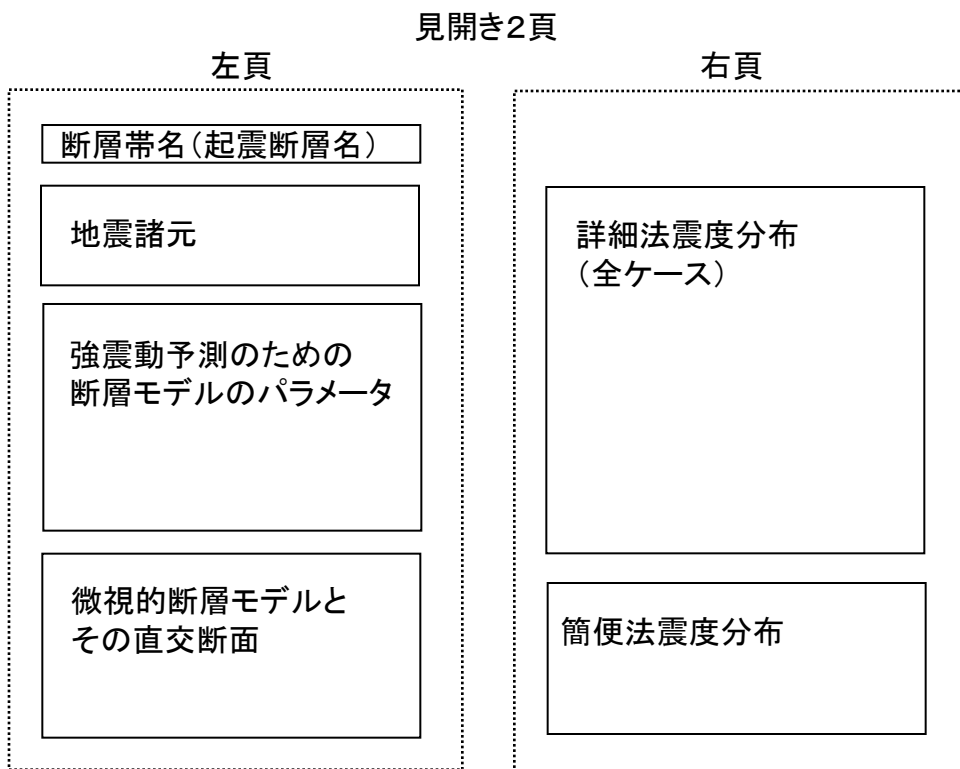 見開き2頁
左頁
断層帯名(起震断層名)
地震諸元
強震動予測のための
断層モデルのパラメータ
微視的断層モデルと
その直交断面
右頁
詳細法震度分布
(全ケース)
簡便法震度分布